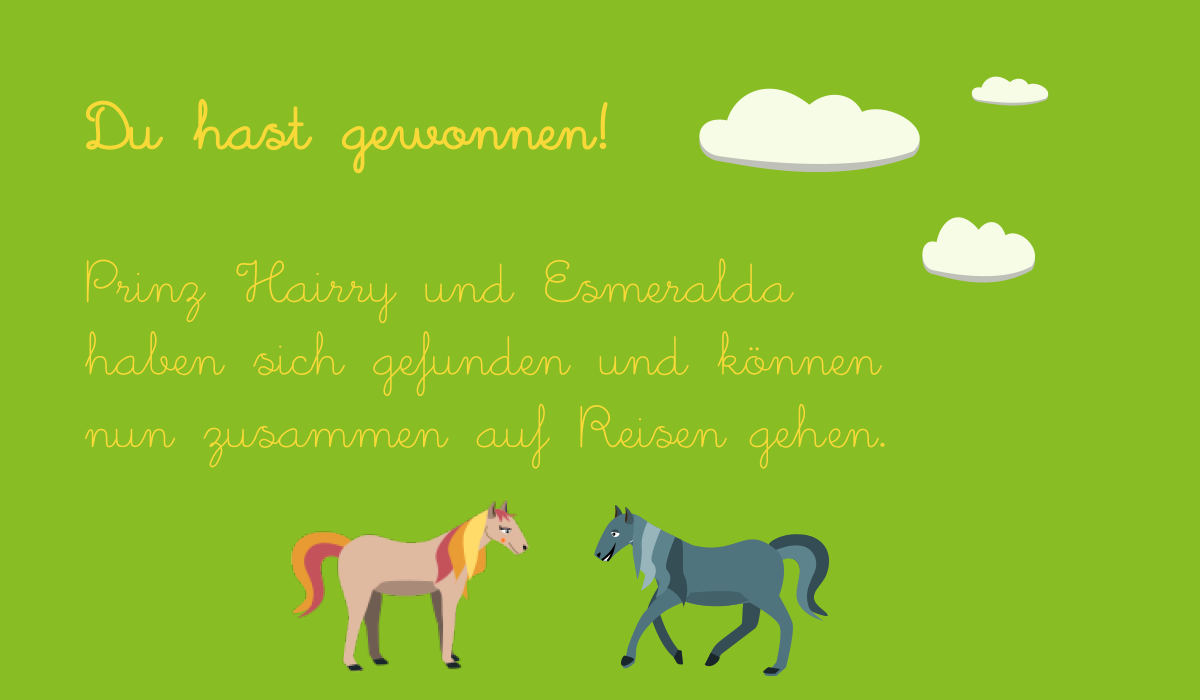 Du hast gewonnen!
Prinz Hairry und Esmeralda
haben sich gefunden und können
nun zusammen auf Reisen gehen.